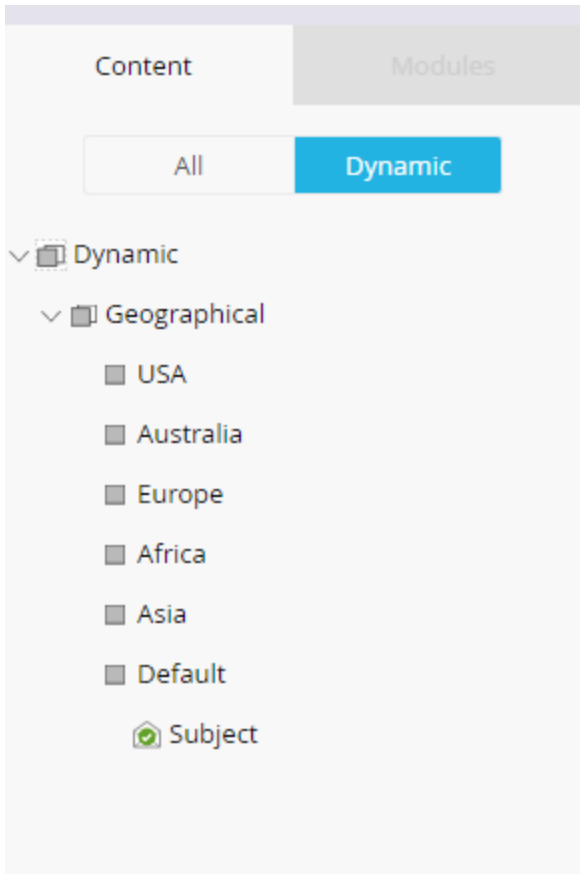 Content Modules
All Dynamic
Dynamic
Geographical
USA
Australia
Europe
Africa
Asia
Default
Subject